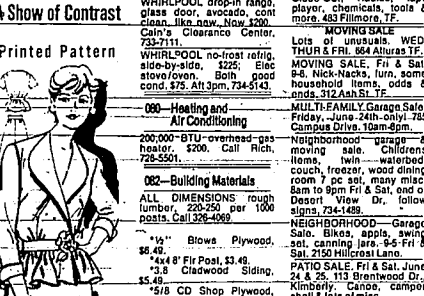 A Show of Contrast
Printed Pattern
WHIRLPOOL drop-in range,
glass door, avocado, cont
clean, like new. Now $200.
Cain's Clearance Center,
733-7111.
WHIRLPOOL no-frost refrig,
side-by-side, $225; Elec
stove/oven. Both good
cond. $75. Aft 3pm, 734-5143.
080—Heating and
Air Conditioning
200,000-BTU-overhead-gas
heater. $200. Call Rich,
726-5501.
082—Building Materials
ALL DIMENSIONS rough
lumber, 220-250 per 1000
posts. Call 326-4069.
*½" Blows Plywood,
$6.49.
*4x4 8' Fir Post, $3.49.
*3.8 Cladwood Siding,
$5.49.
*5/8 CD Shop Plywood,
player, chemicals, tools &
more. 483 Fillmore, TF.
MOVING SALE
Lots of unusuals. WED,
THUR & FRI. 664 Alturas TF.
MOVING SALE, Fri & Sat
9-6. Nick-Nacks, furn, some
household items, odds &
ends. 312 Ash St. TF.
MULTI-FAMILY Garage Sale
Friday, June 24th-only! 785
Campus Drive. 10am-6pm.
Neighborhood garage &
moving sale. Childrens
items, twin waterbed,
couch, freezer, wood dining
room 7 pc set, many misc.
8am to 9pm Fri & Sat, end of
Desert View Dr., follow
signs, 734-1489.
NEIGHBORHOOD Garage
Sale. Bikes, appls, swing
set, canning jars. 9-5 Fri &
Sat. 2150 Hillcrest Lane.
PATIO SALE. Fri & Sat. June
24 & 25. 113 Brentwood Dr.,
Kimberly. Canoe, camper